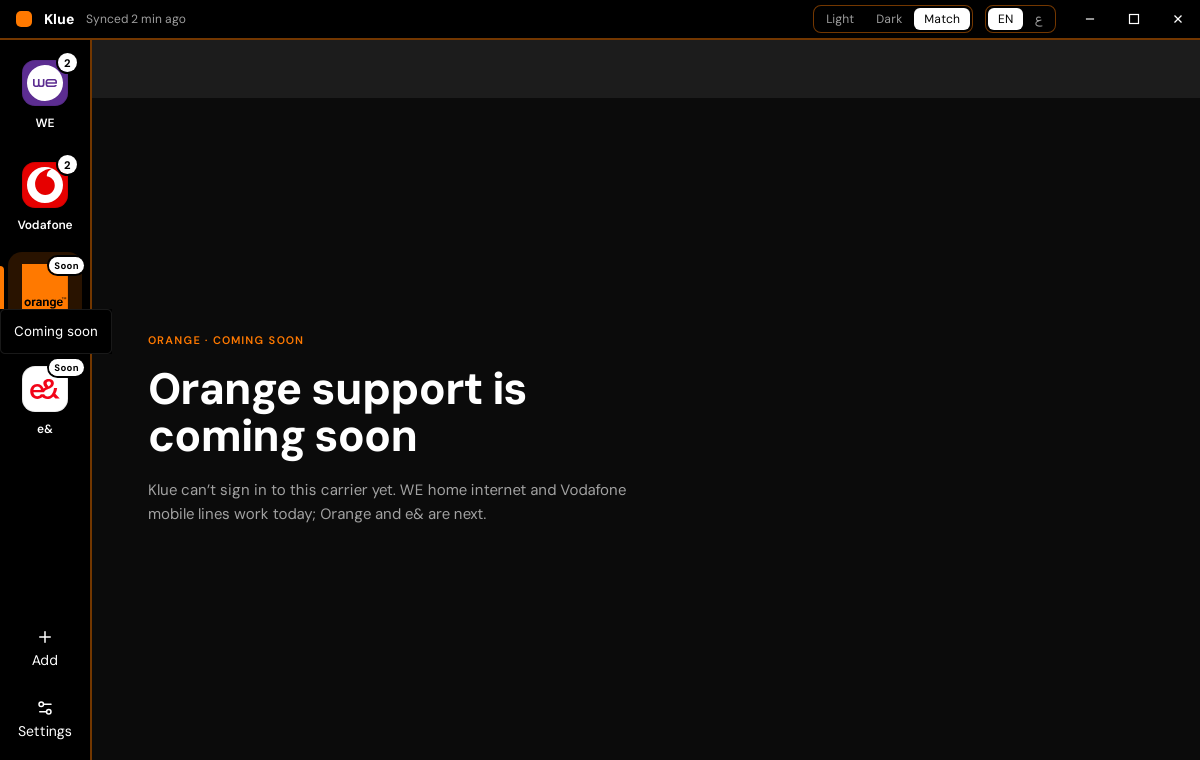 Klue Synced 2 min ago Light Dark Match EN ع
2
we
WE
2
Vodafone
Soon
orange™
Coming soon
Soon
e&
e&
ORANGE · COMING SOON
Orange support is
coming soon
Klue can’t sign in to this carrier yet. WE home internet and Vodafone
mobile lines work today; Orange and e& are next.
Add
Settings